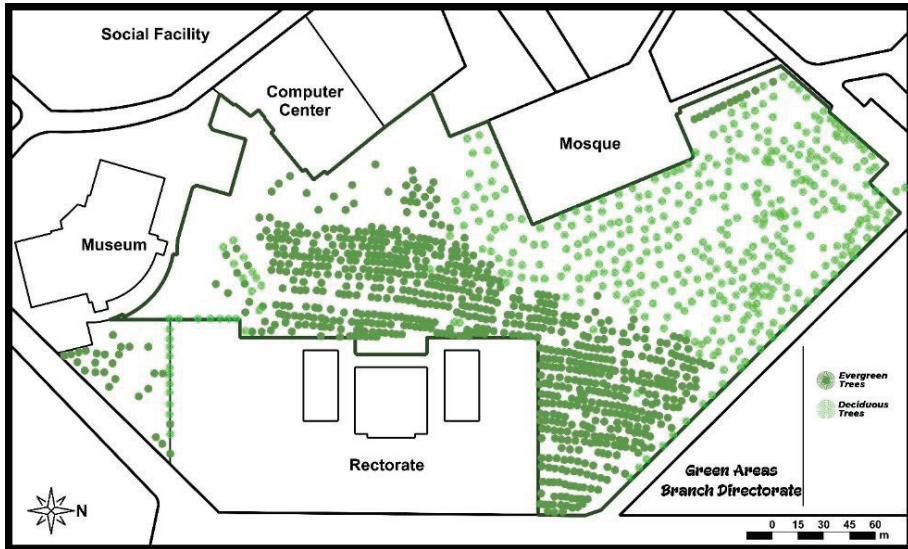 Social Facility
Computer
Center
Mosque
Museum
Evergreen
Trees
Deciduous
Trees
Rectorate
Green Areas
Branch Directorate
N
0 15 30 45 60
m